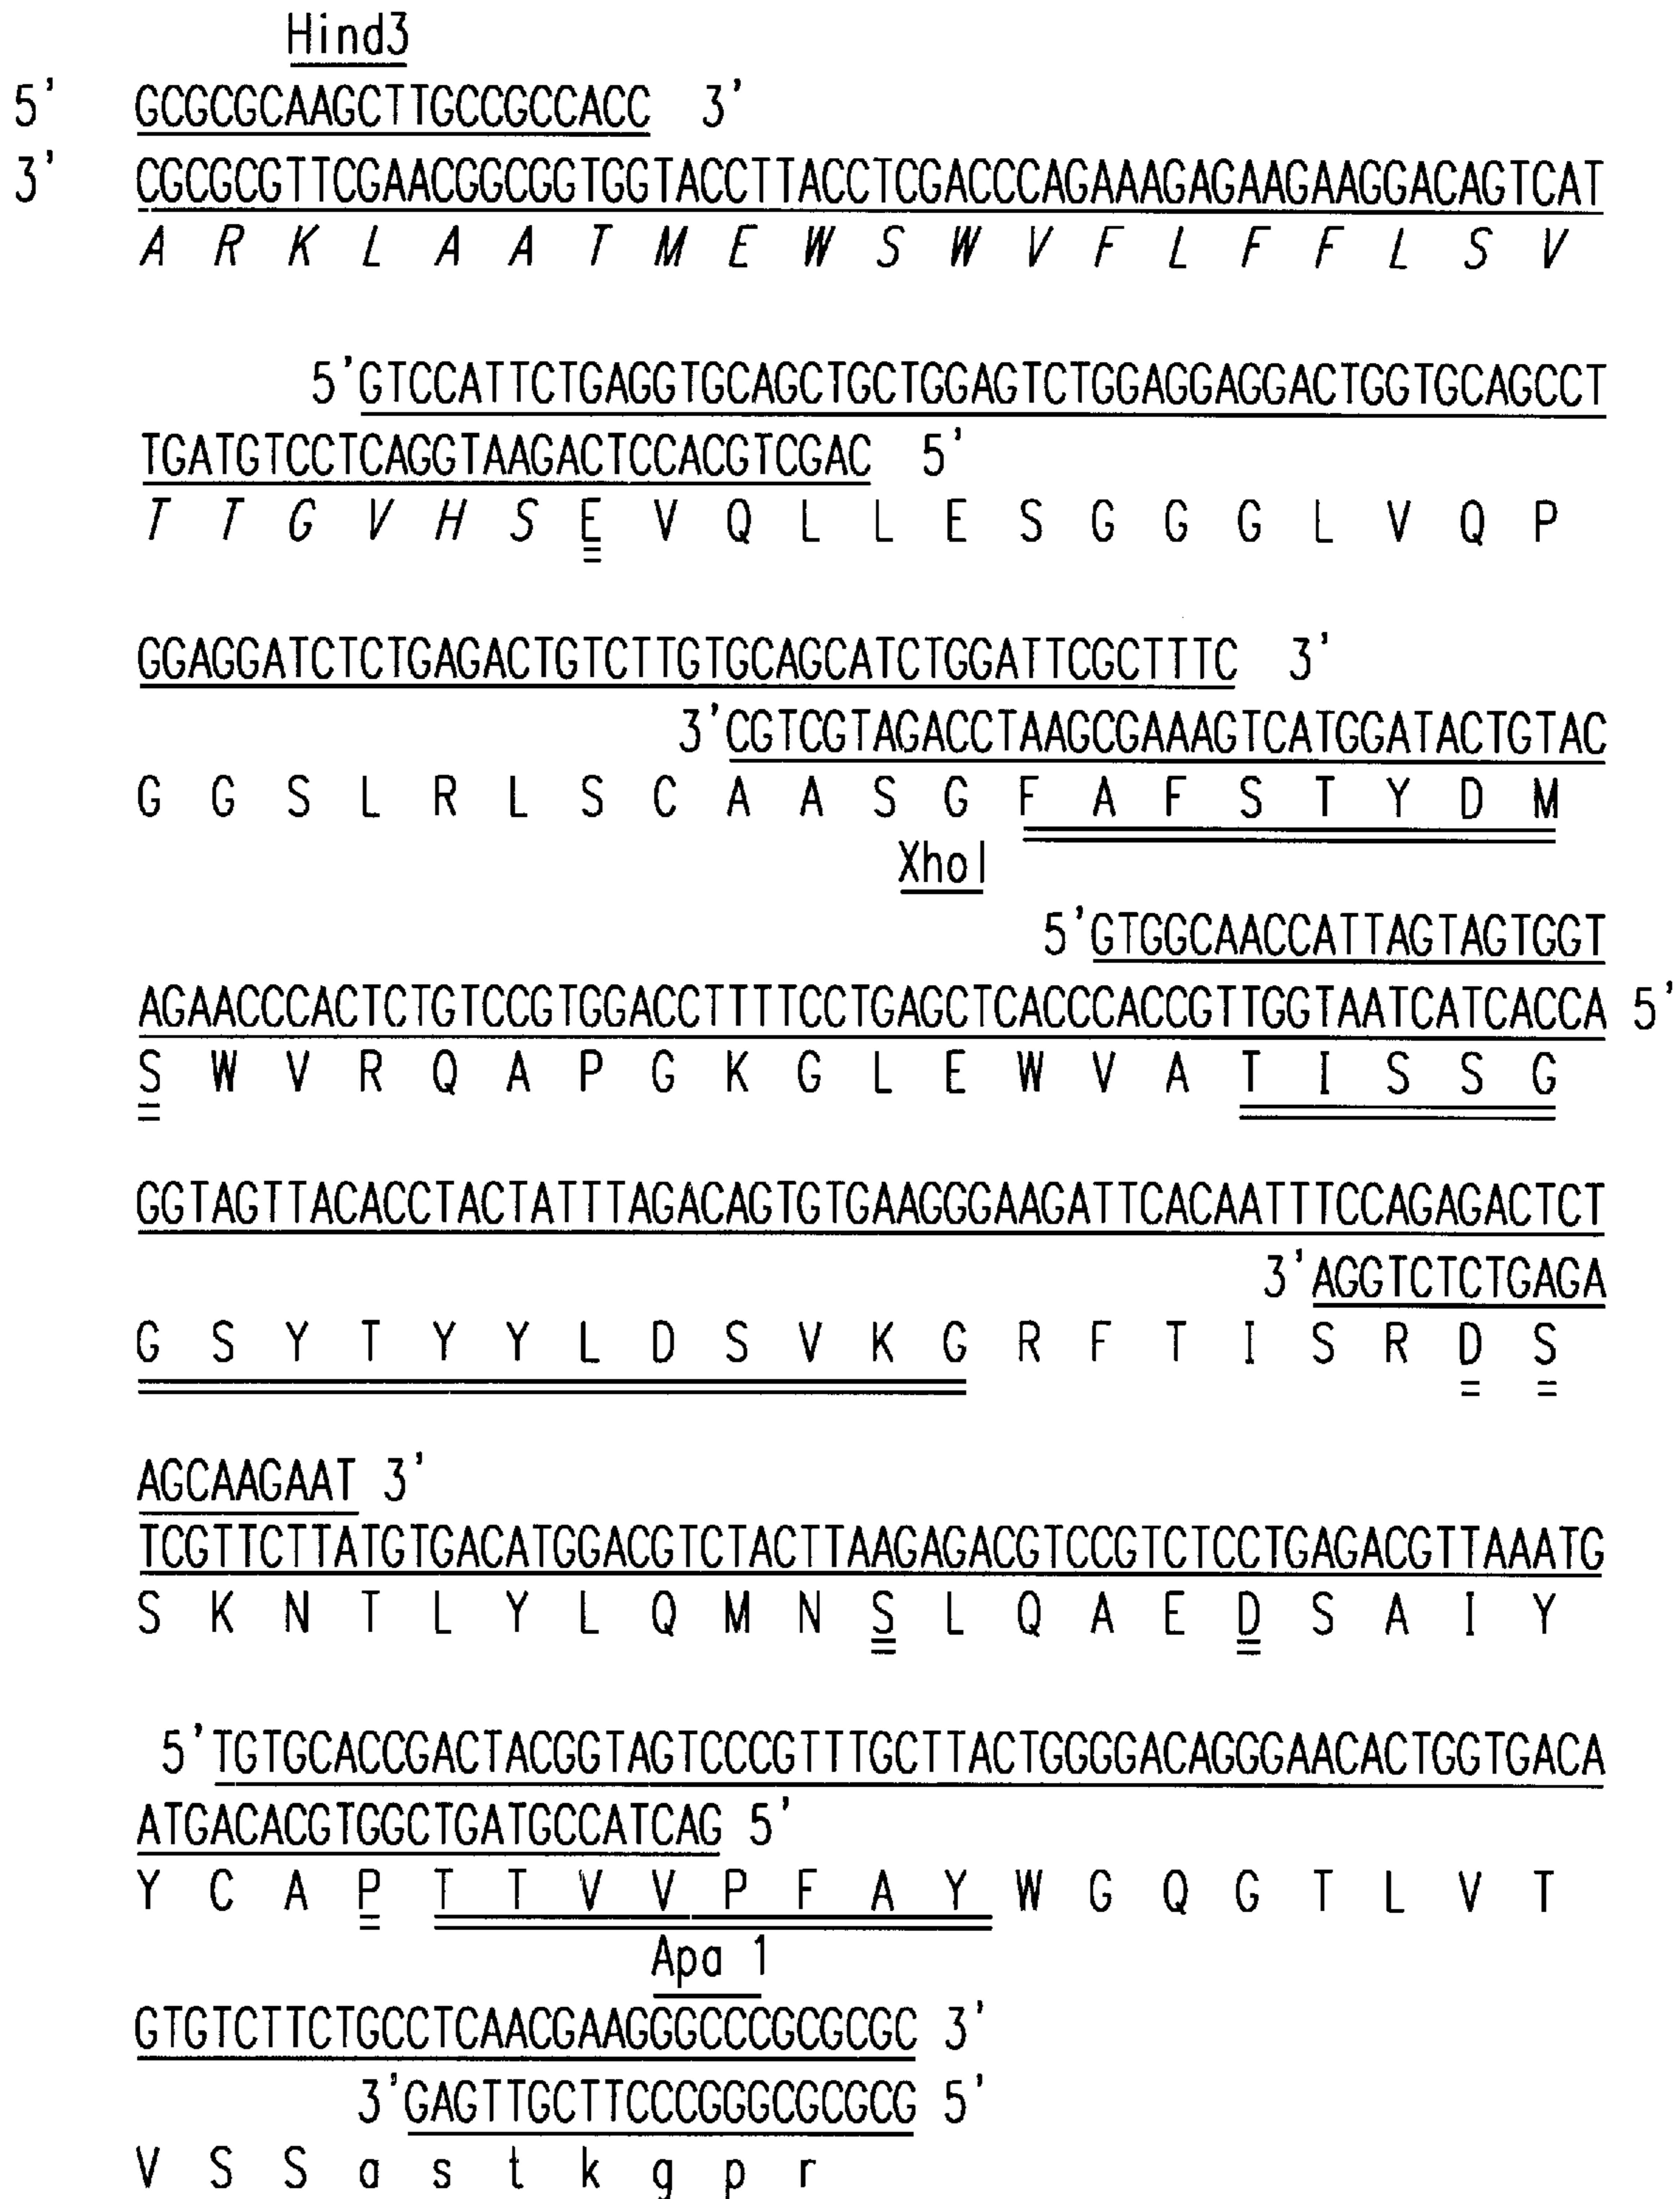 Hind3
5' GCGCGCAAGCTTGCCGCCACC 3'
3' CGCGCGTTCGAACGGCGGTGGTACCTTACCTCGACCCAGAAAGAGAAGAAGGACAGTCAT
A R K L A A T M E W S W V F L F F L S V
5'GTCCATTCTGAGGTGCAGCTGCTGGAGTCTGGAGGAGGACTGGTGCAGCCT
TGATGTCCTCAGGTAAGACTCCACGTCGAC 5'
T T G V H S E V Q L L E S G G G L V Q P
GGAGGATCTCTGAGACTGTCTTGTGCAGCATCTGGATTCGCTTTC 3'
3'CGTCGTAGACCTAAGCGAAAGTCATGGATACTGTAC
G G S L R L S C A A S G F A F S T Y D M
XhoI
5'GTGGCAACCATTAGTAGTGGT
AGAACCCACTCTGTCCGTGGACCTTTTCCTGAGCTCACCCACCGTTGGTAATCATCACCA 5'
S W V R Q A P G K G L E W V A T I S S G
GGTAGTTACACCTACTATTTAGACAGTGTGAAGGGAAGATTCACAATTTCCAGAGACTCT
3'AGGTCTCTGAGA
G S Y T Y Y L D S V K G R F T I S R D S
AGCAAGAAT 3'
TCGTTCTTATGTGACATGGACGTCTACTTAAGAGACGTCCGTCTCCTGAGACGTTAAATG
S K N T L Y L Q M N S L Q A E D S A I Y
5'TGTGCACCGACTACGGTAGTCCCGTTTGCTTACTGGGGACAGGGAACACTGGTGACA
ATGACACGTGGCTGATGCCATCAG 5'
Y C A P T T V V P F A Y W G Q G T L V T
Apa 1
GTGTCTTCTGCCTCAACGAAGGGCCCGCGCGC 3'
3'GAGTTGCTTCCCGGGCGCGCG 5'
V S S a s t k g p r